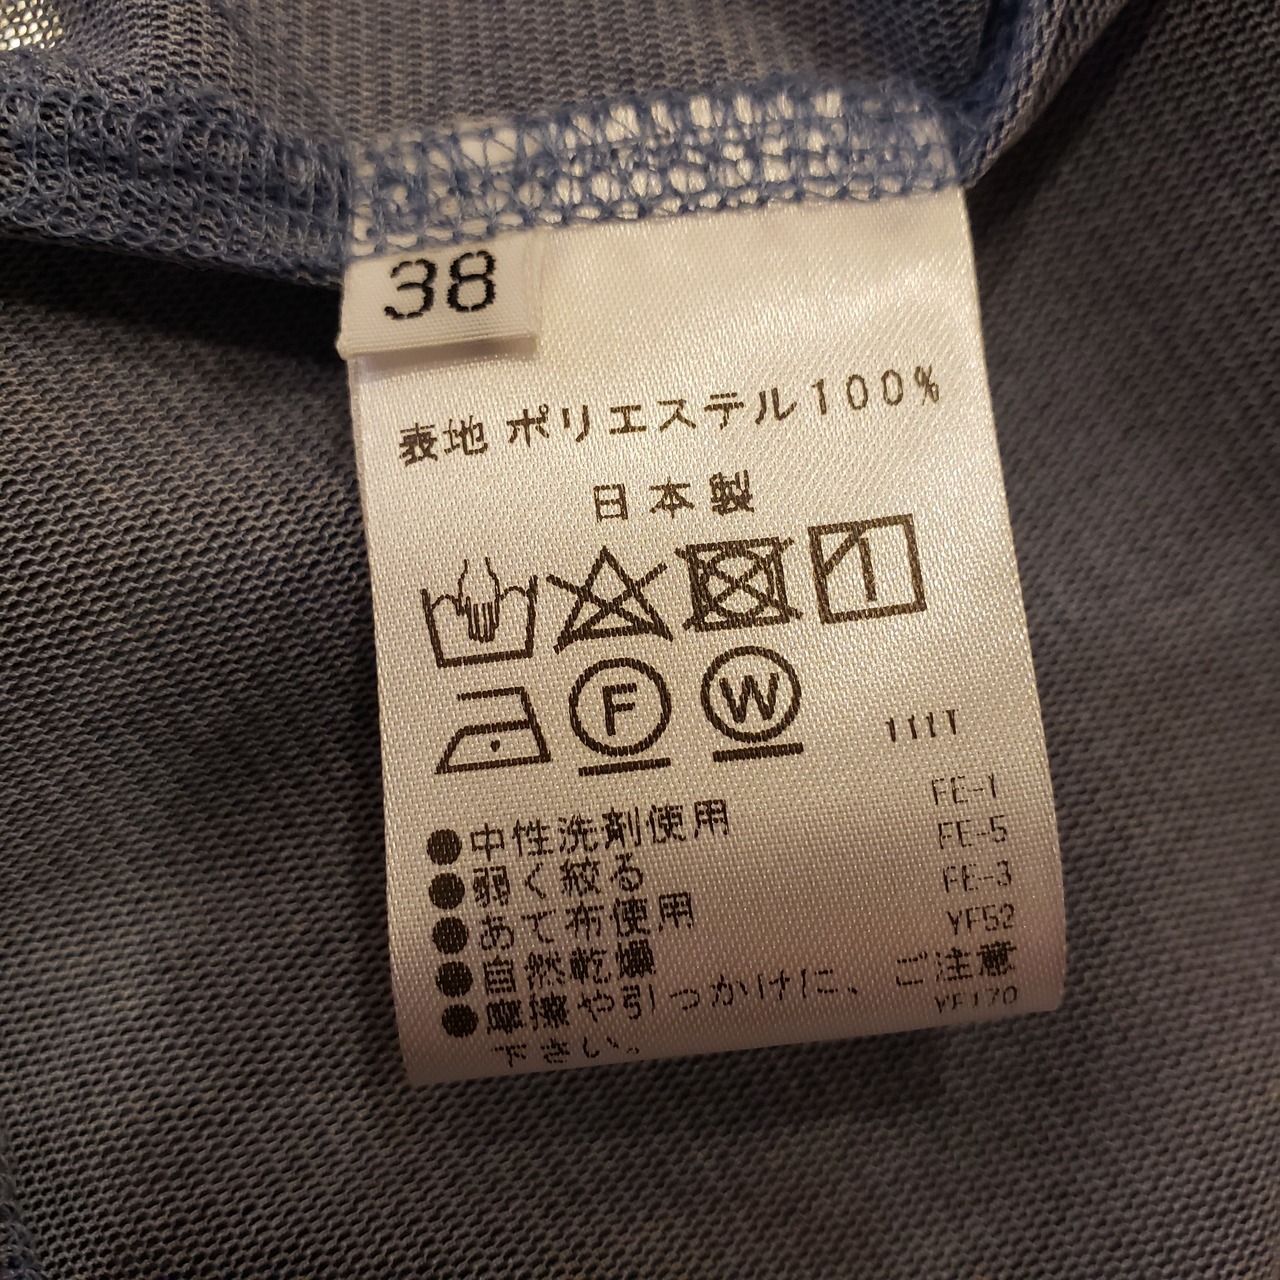 38
表地 ポリエステル100%
日本製
F W
1111
FE-1
●中性洗剤使用
FE-5
●弱く絞る
FE-3
●あて布使用
YF52
●自然乾燥
●摩擦や引っかけに、ご注意
YF170
下さい。